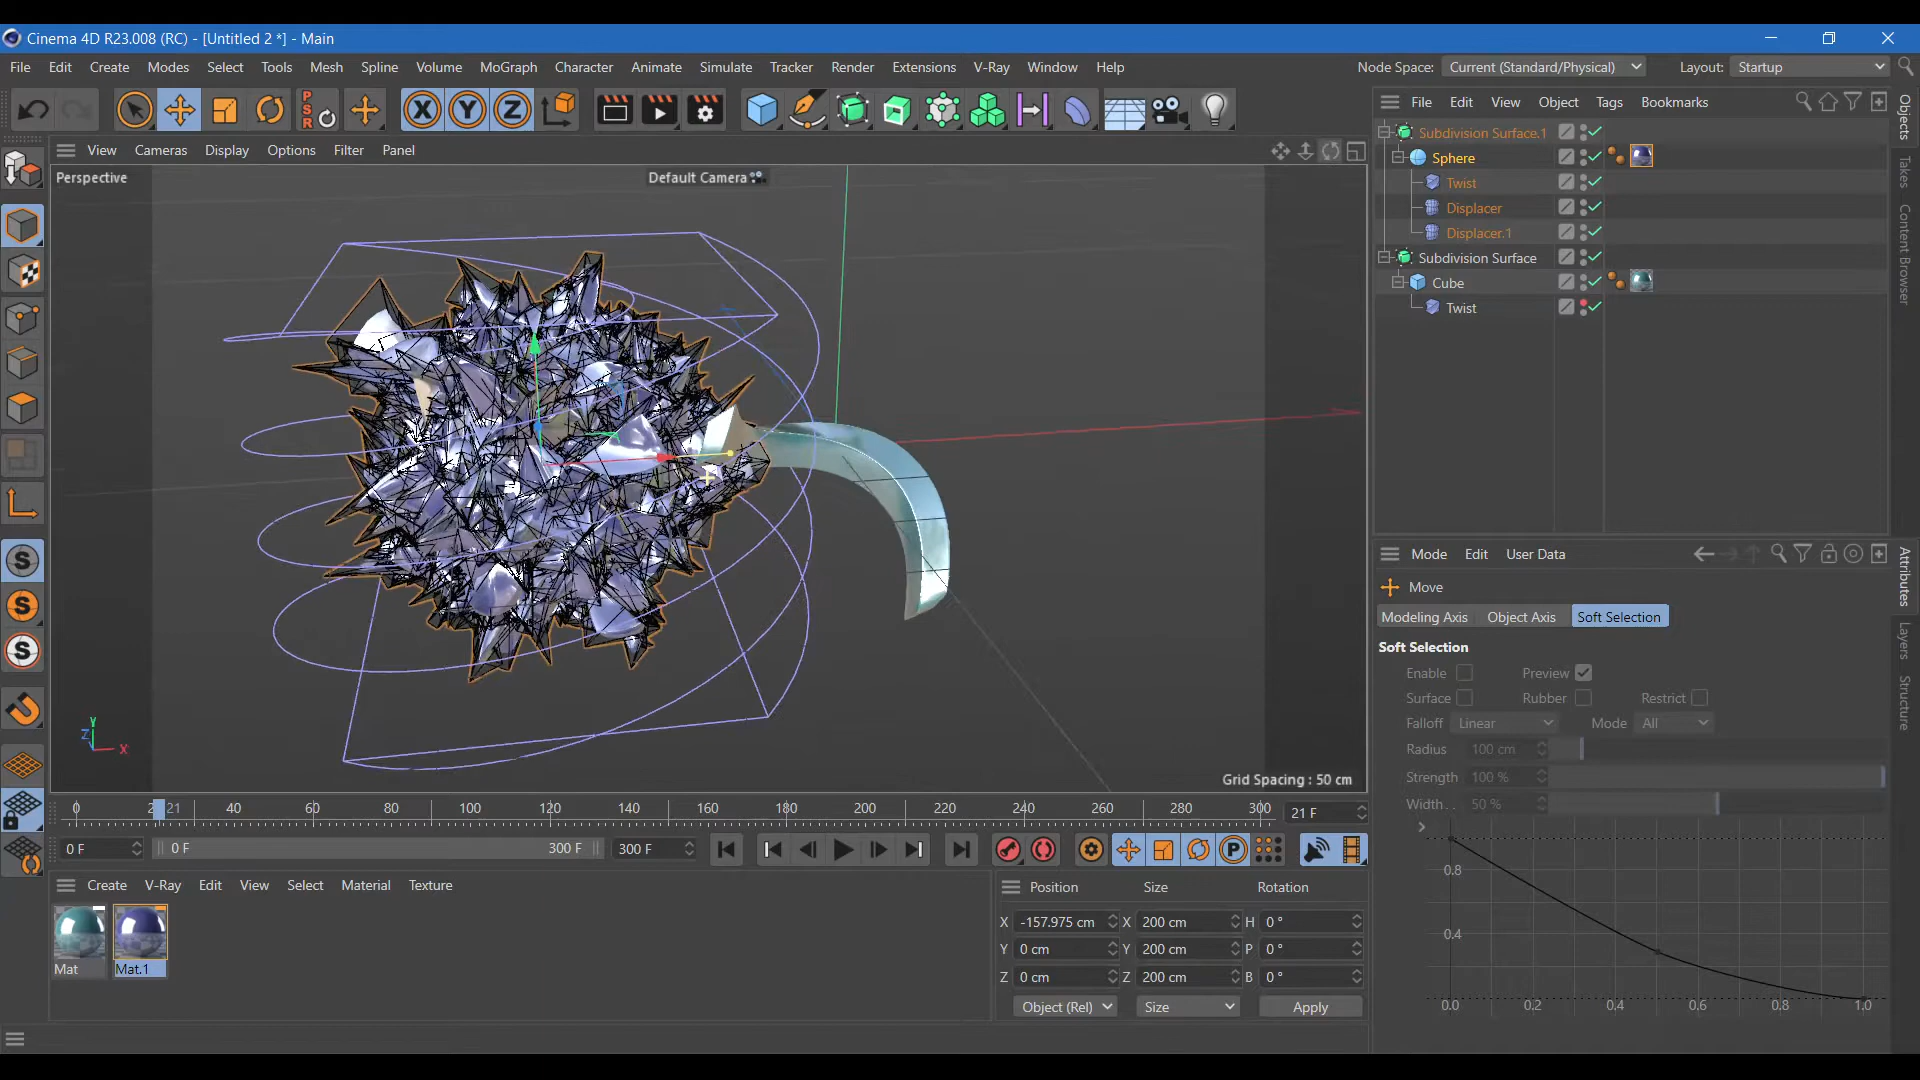 Cinema 4D R23.008 (RC) - [Untitled 2 *] - Main
File Edit Create Modes Select Tools Mesh Spline Volume MoGraph Character Animate Simulate Tracker Render Extensions V-Ray Window Help Node Space: Current (Standard/Physical) Layout: Startup
PSR X Y Z
File Edit View Object Tags Bookmarks
Subdivision Surface.1
Sphere
Twist
Displacer
Displacer.1
Subdivision Surface
Cube
Twist
Objects
Takes
Content Browser
View Cameras Display Options Filter Panel
Perspective
Default Camera
Y
Z
X
Grid Spacing : 50 cm
S
S
S
Mode Edit User Data
Move
Modeling Axis Object Axis Soft Selection
Soft Selection
Enable Preview
Surface Rubber Restrict
Falloff Linear Mode All
Radius 100 cm
Strength 100 %
Width . . 50 %
0.8
0.4
0.0 0.2 0.4 0.6 0.8 1.0
Attributes
Layers
Structure
0 21 40 60 80 100 120 140 160 180 200 220 240 260 280 300 21 F
0 F 0 F 300 F 300 F
P
Create V-Ray Edit View Select Material Texture
Mat
Mat.1
Position Size Rotation
X -157.975 cm X 200 cm H 0 °
Y 0 cm Y 200 cm P 0 °
Z 0 cm Z 200 cm B 0 °
Object (Rel) Size Apply